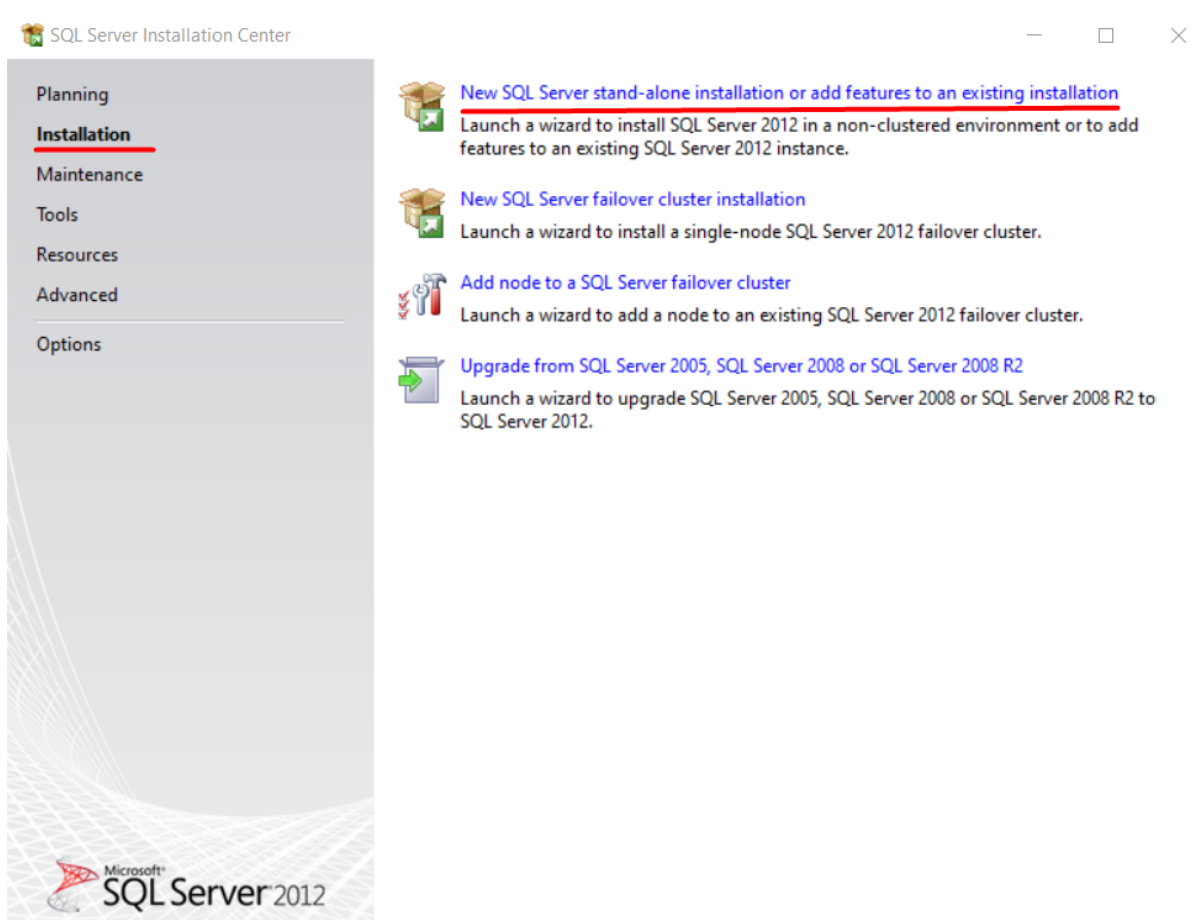 SQL Server Installation Center
Planning
Installation
Maintenance
Tools
Resources
Advanced
Options
New SQL Server stand-alone installation or add features to an existing installation
Launch a wizard to install SQL Server 2012 in a non-clustered environment or to add
features to an existing SQL Server 2012 instance.
New SQL Server failover cluster installation
Launch a wizard to install a single-node SQL Server 2012 failover cluster.
Add node to a SQL Server failover cluster
Launch a wizard to add a node to an existing SQL Server 2012 failover cluster.
Upgrade from SQL Server 2005, SQL Server 2008 or SQL Server 2008 R2
Launch a wizard to upgrade SQL Server 2005, SQL Server 2008 or SQL Server 2008 R2 to
SQL Server 2012.
Microsoft®
SQL Server 2012